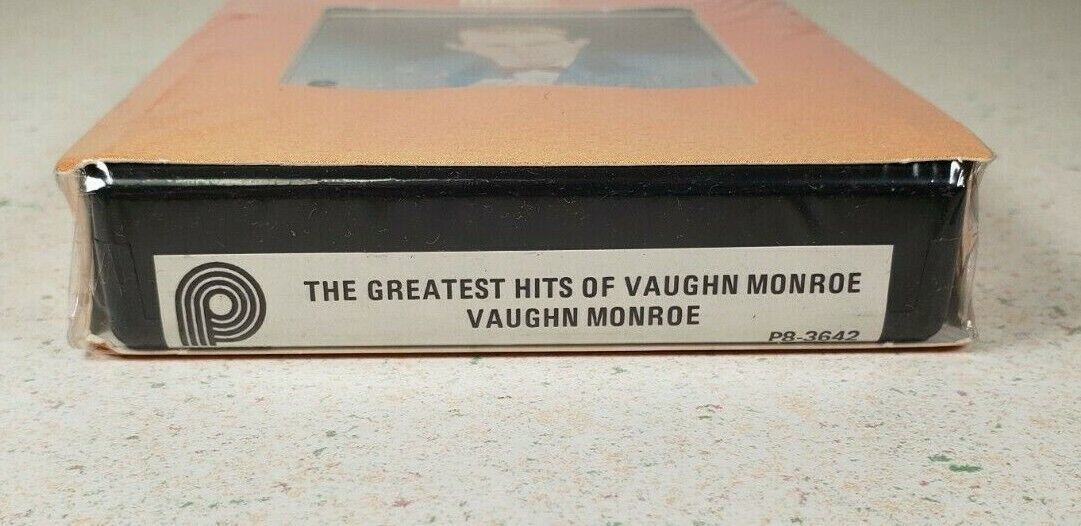 THE GREATEST HITS OF VAUGHN MONROE
VAUGHN MONROE
P8-3642